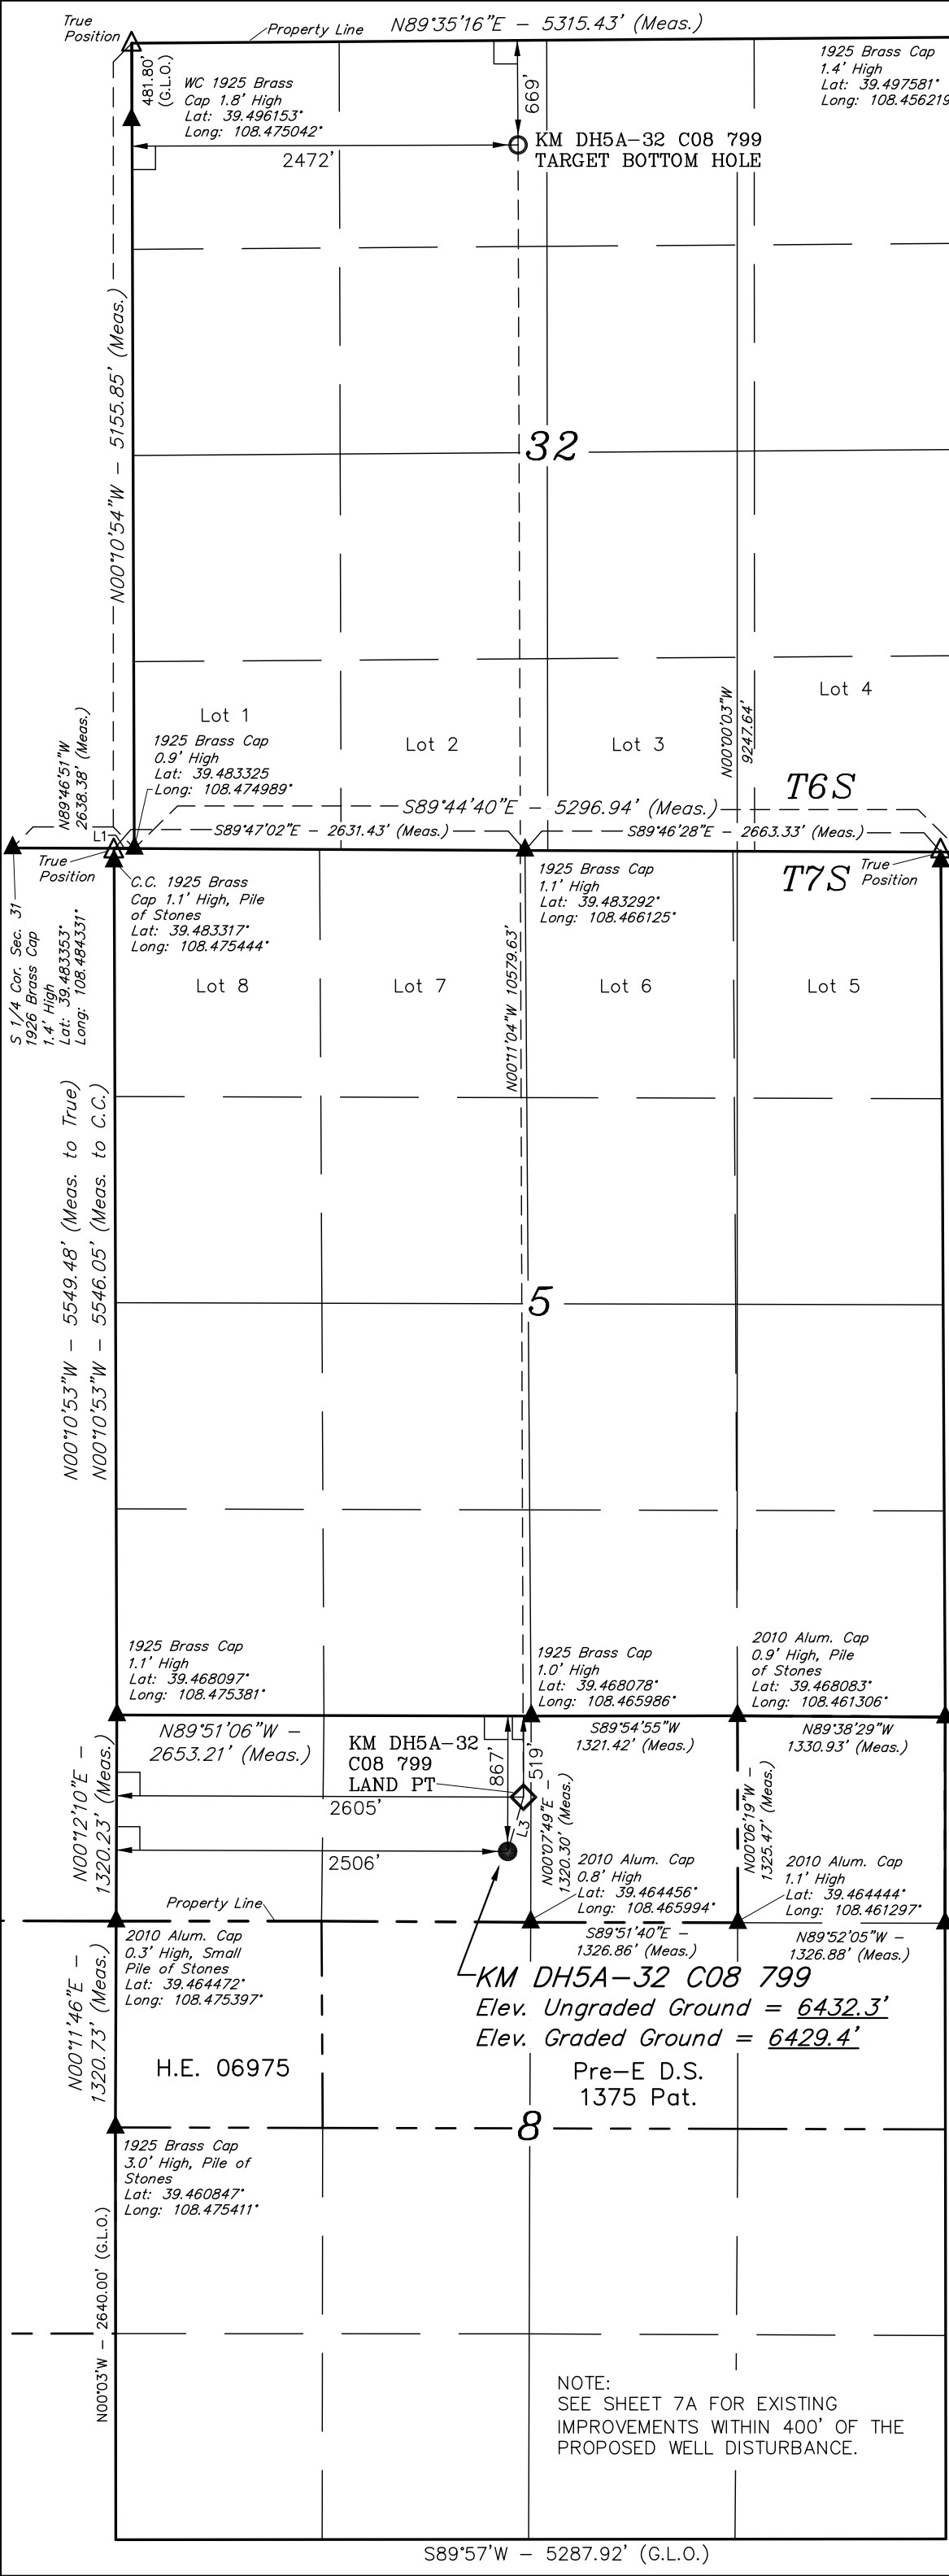 True
Position
Property Line
N89°35'16"E - 5315.43' (Meas.)
481.80'
(G.L.O.)
WC 1925 Brass
Cap 1.8' High
Lat: 39.496153°
Long: 108.475042°
669'
1925 Brass Cap
1.4' High
Lat: 39.497581°
Long: 108.456219
2472'
KM DH5A-32 C08 799
TARGET BOTTOM HOLE
N00°10'54"W - 5155.85' (Meas.)
32
N00°00'03"W
9247.64'
Lot 1
Lot 2
Lot 3
Lot 4
N89°46'51"W
2638.38' (Meas.)
1925 Brass Cap
0.9' High
Lat: 39.483325
Long: 108.474989°
T6S
S89°44'40"E - 5296.94' (Meas.)
L1
S89°47'02"E - 2631.43' (Meas.)
S89°46'28"E - 2663.33' (Meas.)
True
Position
T7S
True
Position
C.C. 1925 Brass
Cap 1.1' High, Pile
of Stones
Lat: 39.483317°
Long: 108.475444°
1925 Brass Cap
1.1' High
Lat: 39.483292°
Long: 108.466125°
S 1/4 Cor. Sec. 31
1926 Brass Cap
1.4' High
Lat: 39.483353°
Long: 108.484331°
Lot 8
Lot 7
Lot 6
Lot 5
N00°11'04"W 10579.63'
N00°10'53"W - 5549.48' (Meas. to True)
N00°10'53"W - 5546.05' (Meas. to C.C.)
5
1925 Brass Cap
1.1' High
Lat: 39.468097°
Long: 108.475381°
1925 Brass Cap
1.0' High
Lat: 39.468078°
Long: 108.465986°
2010 Alum. Cap
0.9' High, Pile
of Stones
Lat: 39.468083°
Long: 108.461306°
N89°51'06"W -
2653.21' (Meas.)
S89°54'55"W
1321.42' (Meas.)
N89°38'29"W
1330.93' (Meas.)
KM DH5A-32
C08 799
LAND PT
867'
519'
2605'
L3
2506'
N00°12'10"E -
1320.23' (Meas.)
N00°07'49"E -
1320.30' (Meas.)
N00°06'19"W -
1325.47' (Meas.)
2010 Alum. Cap
0.8' High
Lat: 39.464456°
Long: 108.465994°
2010 Alum. Cap
1.1' High
Lat: 39.464444°
Long: 108.461297°
Property Line
S89°51'40"E -
1326.86' (Meas.)
N89°52'05"W -
1326.88' (Meas.)
2010 Alum. Cap
0.3' High, Small
Pile of Stones
Lat: 39.464472°
Long: 108.475397°
KM DH5A-32 C08 799
Elev. Ungraded Ground = 6432.3'
Elev. Graded Ground = 6429.4'
N00°11'46"E -
1320.73' (Meas.)
H.E. 06975
Pre-E D.S.
1375 Pat.
8
1925 Brass Cap
3.0' High, Pile of
Stones
Lat: 39.460847°
Long: 108.475411°
N00°03'W - 2640.00' (G.L.O.)
NOTE:
SEE SHEET 7A FOR EXISTING
IMPROVEMENTS WITHIN 400' OF THE
PROPOSED WELL DISTURBANCE.
S89°57'W - 5287.92' (G.L.O.)